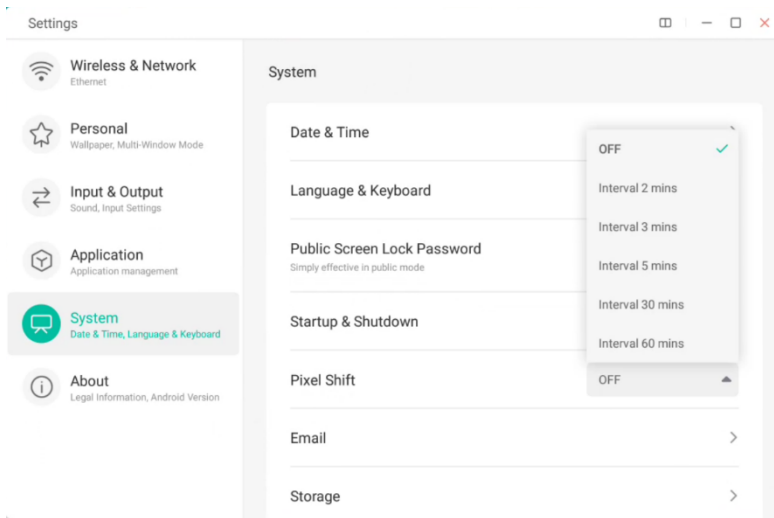 Settings
Wireless & Network
Ethernet
Personal
Wallpaper, Multi-Window Mode
Input & Output
Sound, Input Settings
Application
Application management
System
Date & Time, Language & Keyboard
About
Legal Information, Android Version
System
Date & Time
Language & Keyboard
Public Screen Lock Password
Simply effective in public mode
Startup & Shutdown
Pixel Shift
OFF
Email
Storage
OFF
Interval 2 mins
Interval 3 mins
Interval 5 mins
Interval 30 mins
Interval 60 mins